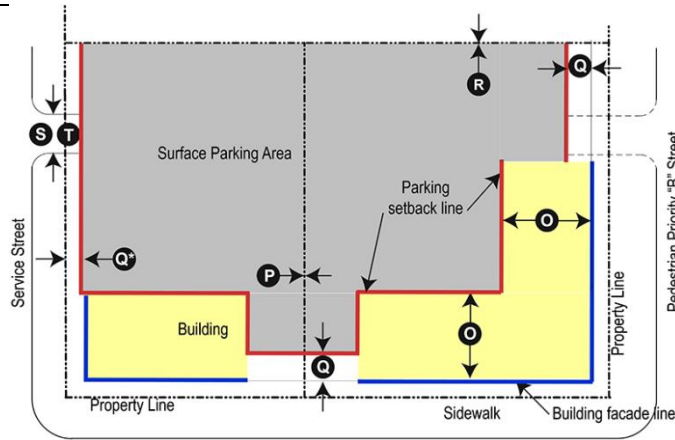 R
Q
S T
Surface Parking Area
Parking
setback line
O
Service Street
Pedestrian Priority "B" Street
Q*
P
Property Line
Building
O
Q
Property Line
Sidewalk
Building facade line